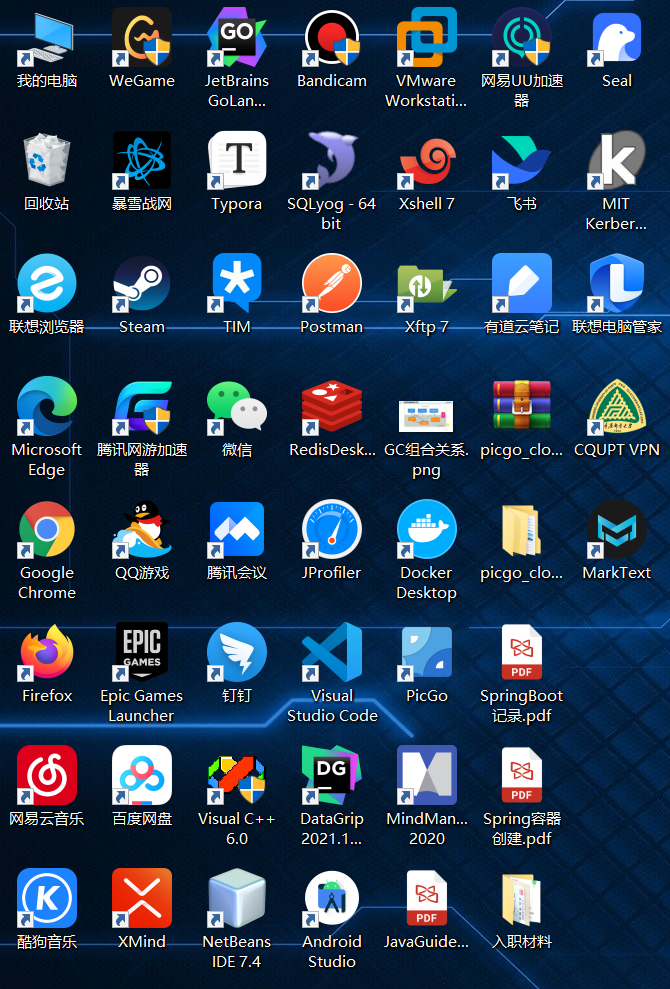 GO
我的电脑 WeGame JetBrains GoLan... Bandicam VMware Workstati... 网易UU加速器 Seal
T
k
回收站 暴雪战网 Typora SQLyog - 64 bit Xshell 7 飞书 MIT Kerber...
L
联想浏览器 Steam TIM Postman Xftp 7 有道云笔记 联想电脑管家
Microsoft Edge 腾讯网游加速器 微信 RedisDesk... GC组合关系.png picgo_clo... CQUPT VPN
Google Chrome QQ游戏 腾讯会议 JProfiler Docker Desktop picgo_clo... MarkText
EPIC
GAMES
PDF
Firefox Epic Games Launcher 钉钉 Visual Studio Code PicGo SpringBoot记录.pdf
DG
PDF
网易云音乐 百度网盘 Visual C++ 6.0 DataGrip 2021.1... MindMan... 2020 Spring容器创建.pdf
K
PDF
酷狗音乐 XMind NetBeans IDE 7.4 Android Studio JavaGuide... 入职材料